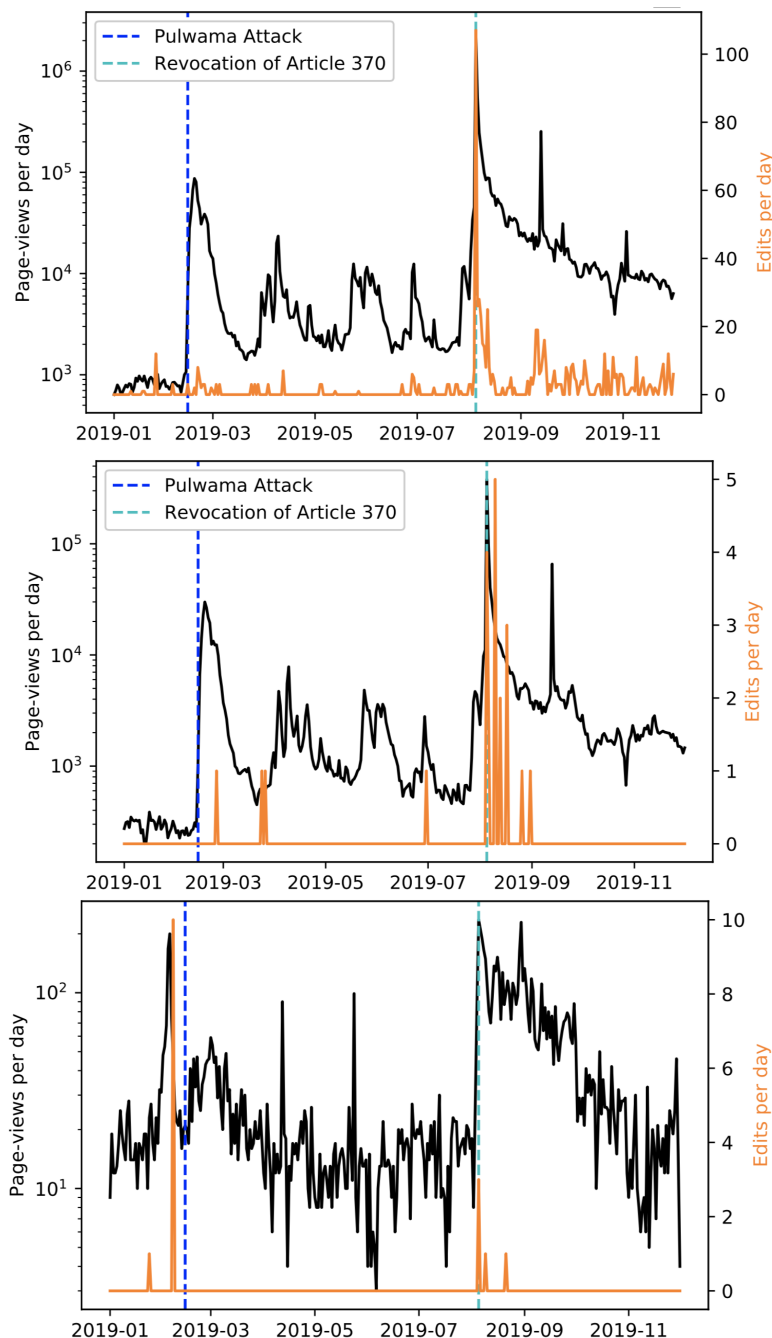 Pulwama Attack
Revocation of Article 370
Page-views per day
Edits per day
10^6
10^5
10^4
10^3
100
80
60
40
20
0
2019-01 2019-03 2019-05 2019-07 2019-09 2019-11
Pulwama Attack
Revocation of Article 370
Page-views per day
Edits per day
10^5
10^4
10^3
5
4
3
2
1
0
2019-01 2019-03 2019-05 2019-07 2019-09 2019-11
Page-views per day
Edits per day
10^2
10^1
10
8
6
4
2
0
2019-01 2019-03 2019-05 2019-07 2019-09 2019-11